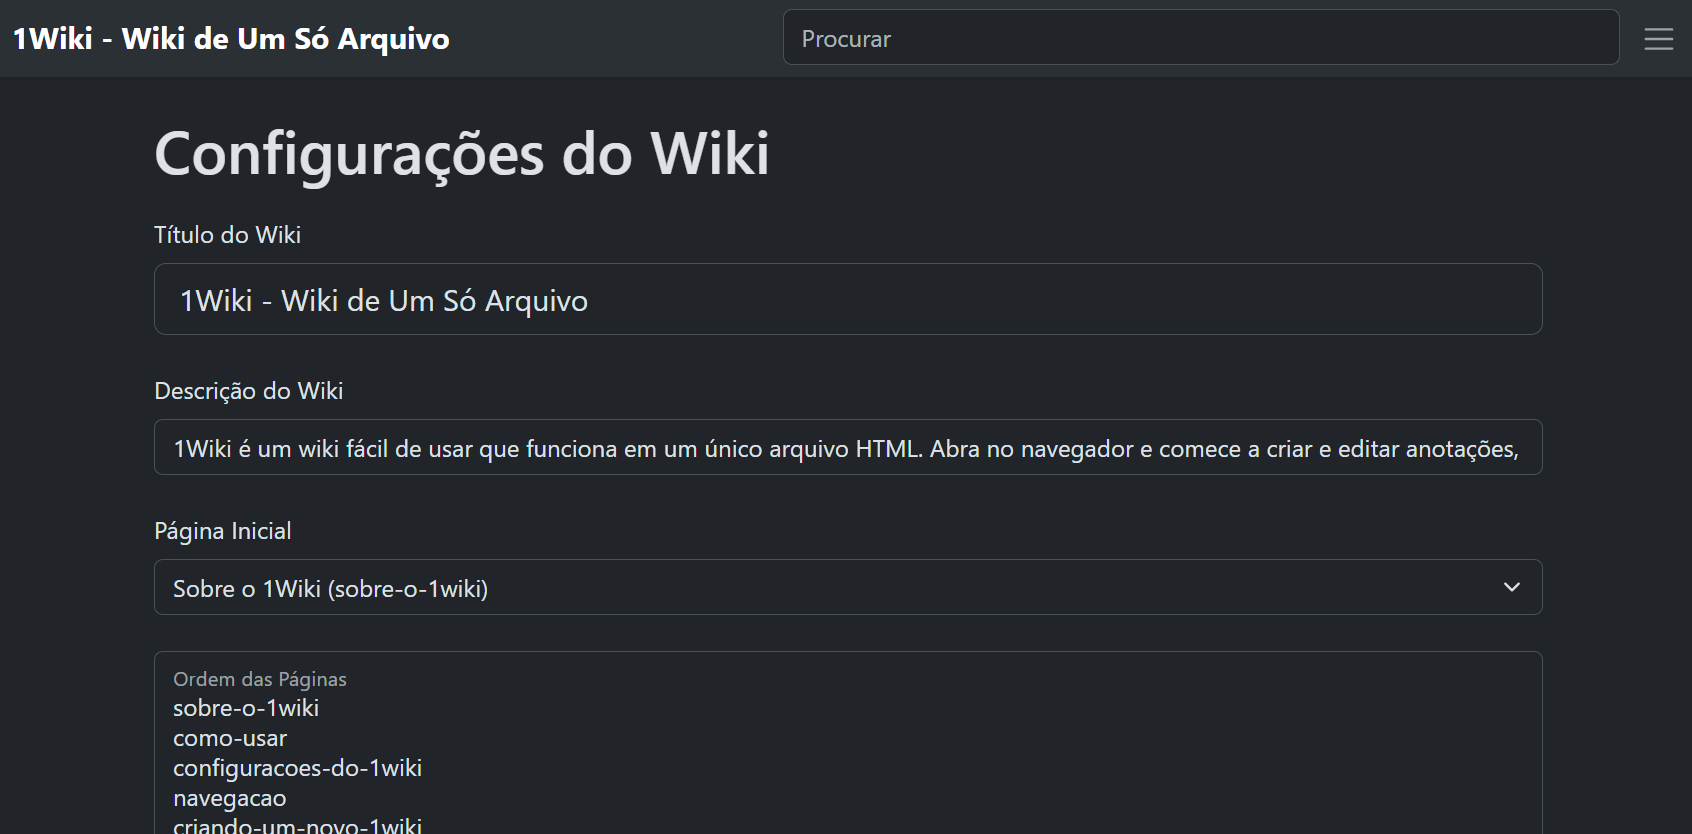 1Wiki - Wiki de Um Só Arquivo
Procurar
Configurações do Wiki
Título do Wiki
1Wiki - Wiki de Um Só Arquivo
Descrição do Wiki
1Wiki é um wiki fácil de usar que funciona em um único arquivo HTML. Abra no navegador e comece a criar e editar anotações,
Página Inicial
Sobre o 1Wiki (sobre-o-1wiki)
Ordem das Páginas
sobre-o-1wiki
como-usar
configuracoes-do-1wiki
navegacao
criando-um-novo-1wiki